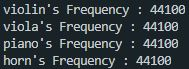 violin's Frequency : 44100
viola's Frequency : 44100
piano's Frequency : 44100
horn's Frequency : 44100